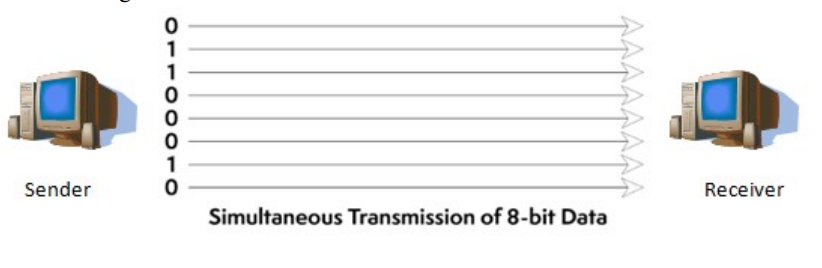 0
1
1
0
0
0
1
0
Sender
Receiver
Simultaneous Transmission of 8-bit Data